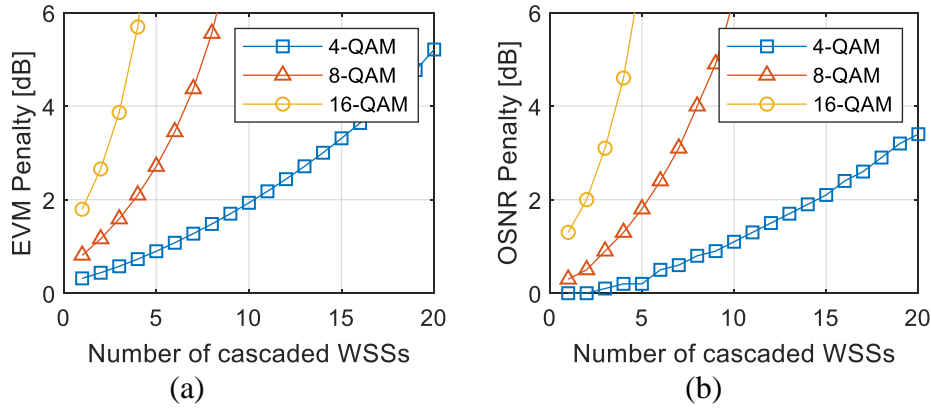 EVM Penalty [dB]
6
4
2
0
0
5
10
15
20
Number of cascaded WSSs
4-QAM
8-QAM
16-QAM
(a)
OSNR Penalty [dB]
6
4
2
0
0
5
10
15
20
Number of cascaded WSSs
4-QAM
8-QAM
16-QAM
(b)